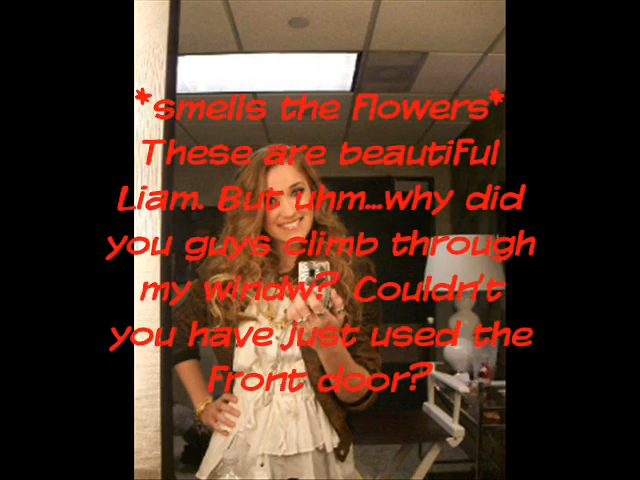 *smells the flowers*
These are beautiful
Liam. But uhm...why did
you guys climb through
my windw? Couldn't
you have just used the
front door?